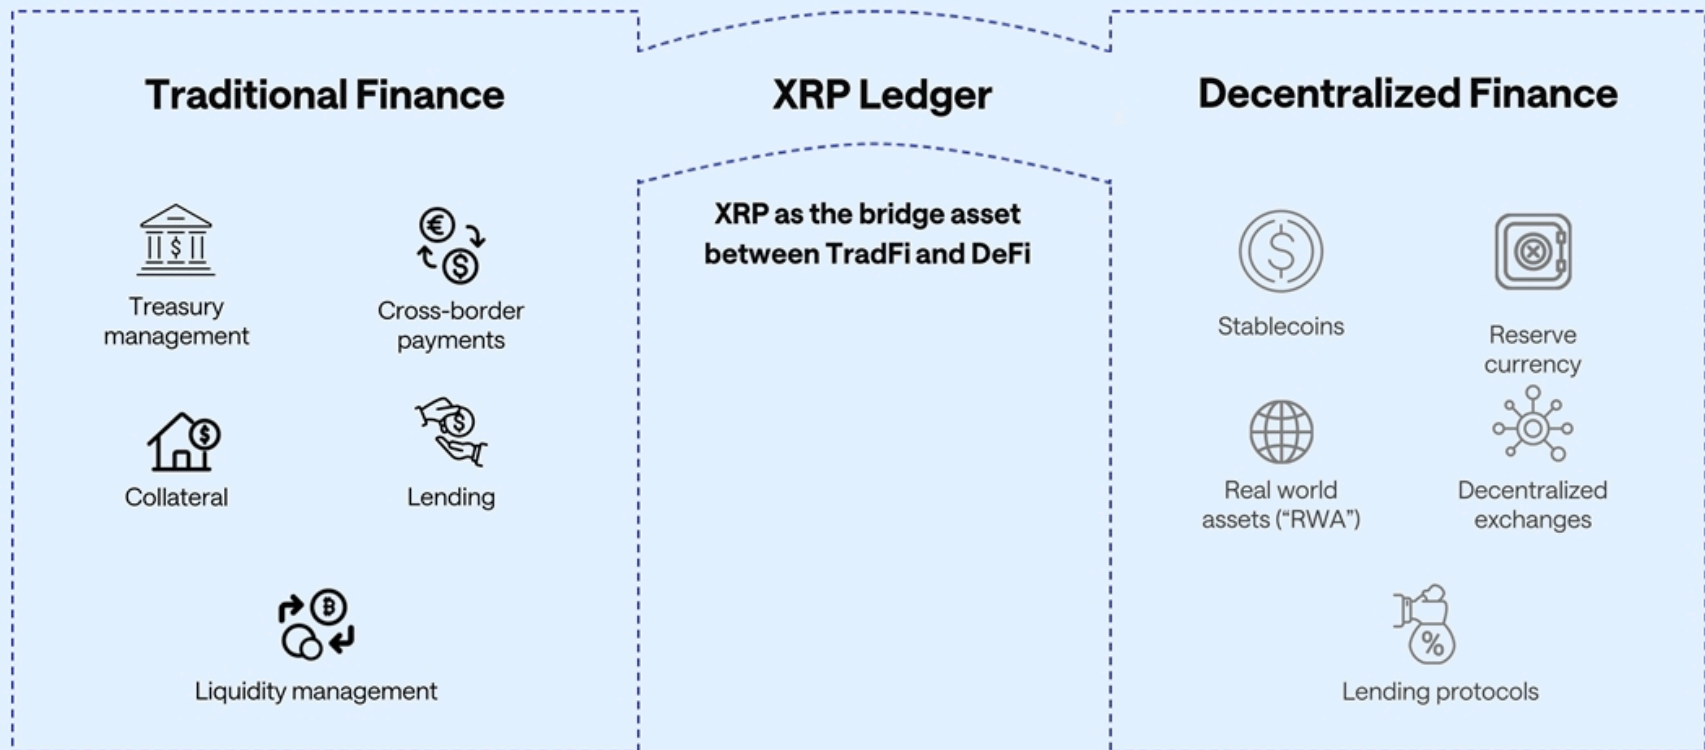 Traditional Finance
XRP Ledger
Decentralized Finance
Treasury
management
Cross-border
payments
Collateral
Lending
Liquidity management
XRP as the bridge asset
between TradFi and DeFi
Stablecoins
Reserve
currency
Real world
assets (“RWA”)
Decentralized
exchanges
Lending protocols